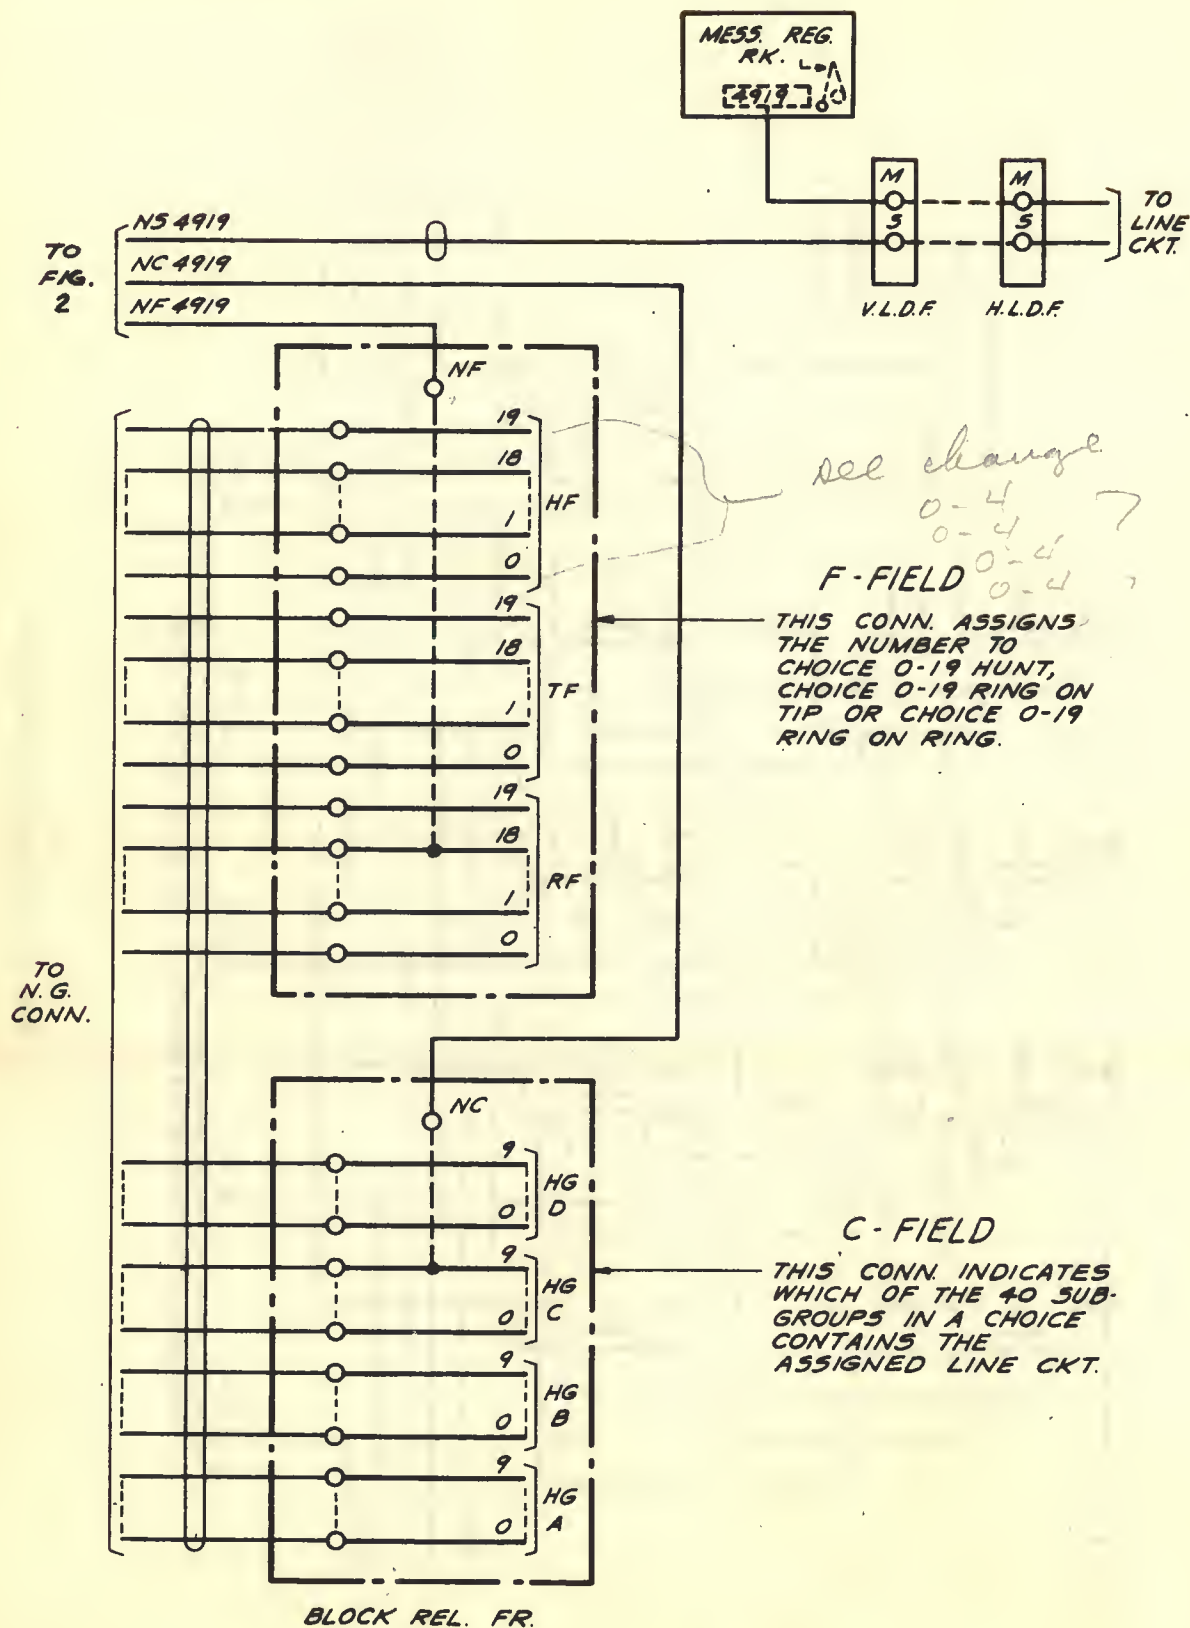 MESS. REG.
RK.
4919
M
S
V.L.D.F.
M
S
H.L.D.F.
TO
LINE
CKT.
TO
FIG.
2
NS 4919
NC 4919
NF 4919
NF
19
18
1
0
HF
19
18
1
0
TF
19
18
1
0
RF
see change
0-4
0-4
0-4
0-4
F-FIELD
THIS CONN. ASSIGNS
THE NUMBER TO
CHOICE 0-19 HUNT,
CHOICE 0-19 RING ON
TIP OR CHOICE 0-19
RING ON RING.
TO
N.G.
CONN.
NC
9
0
HG
D
9
0
HG
C
9
0
HG
B
9
0
HG
A
C-FIELD
THIS CONN. INDICATES
WHICH OF THE 40 SUB-
GROUPS IN A CHOICE
CONTAINS THE
ASSIGNED LINE CKT.
BLOCK REL. FR.